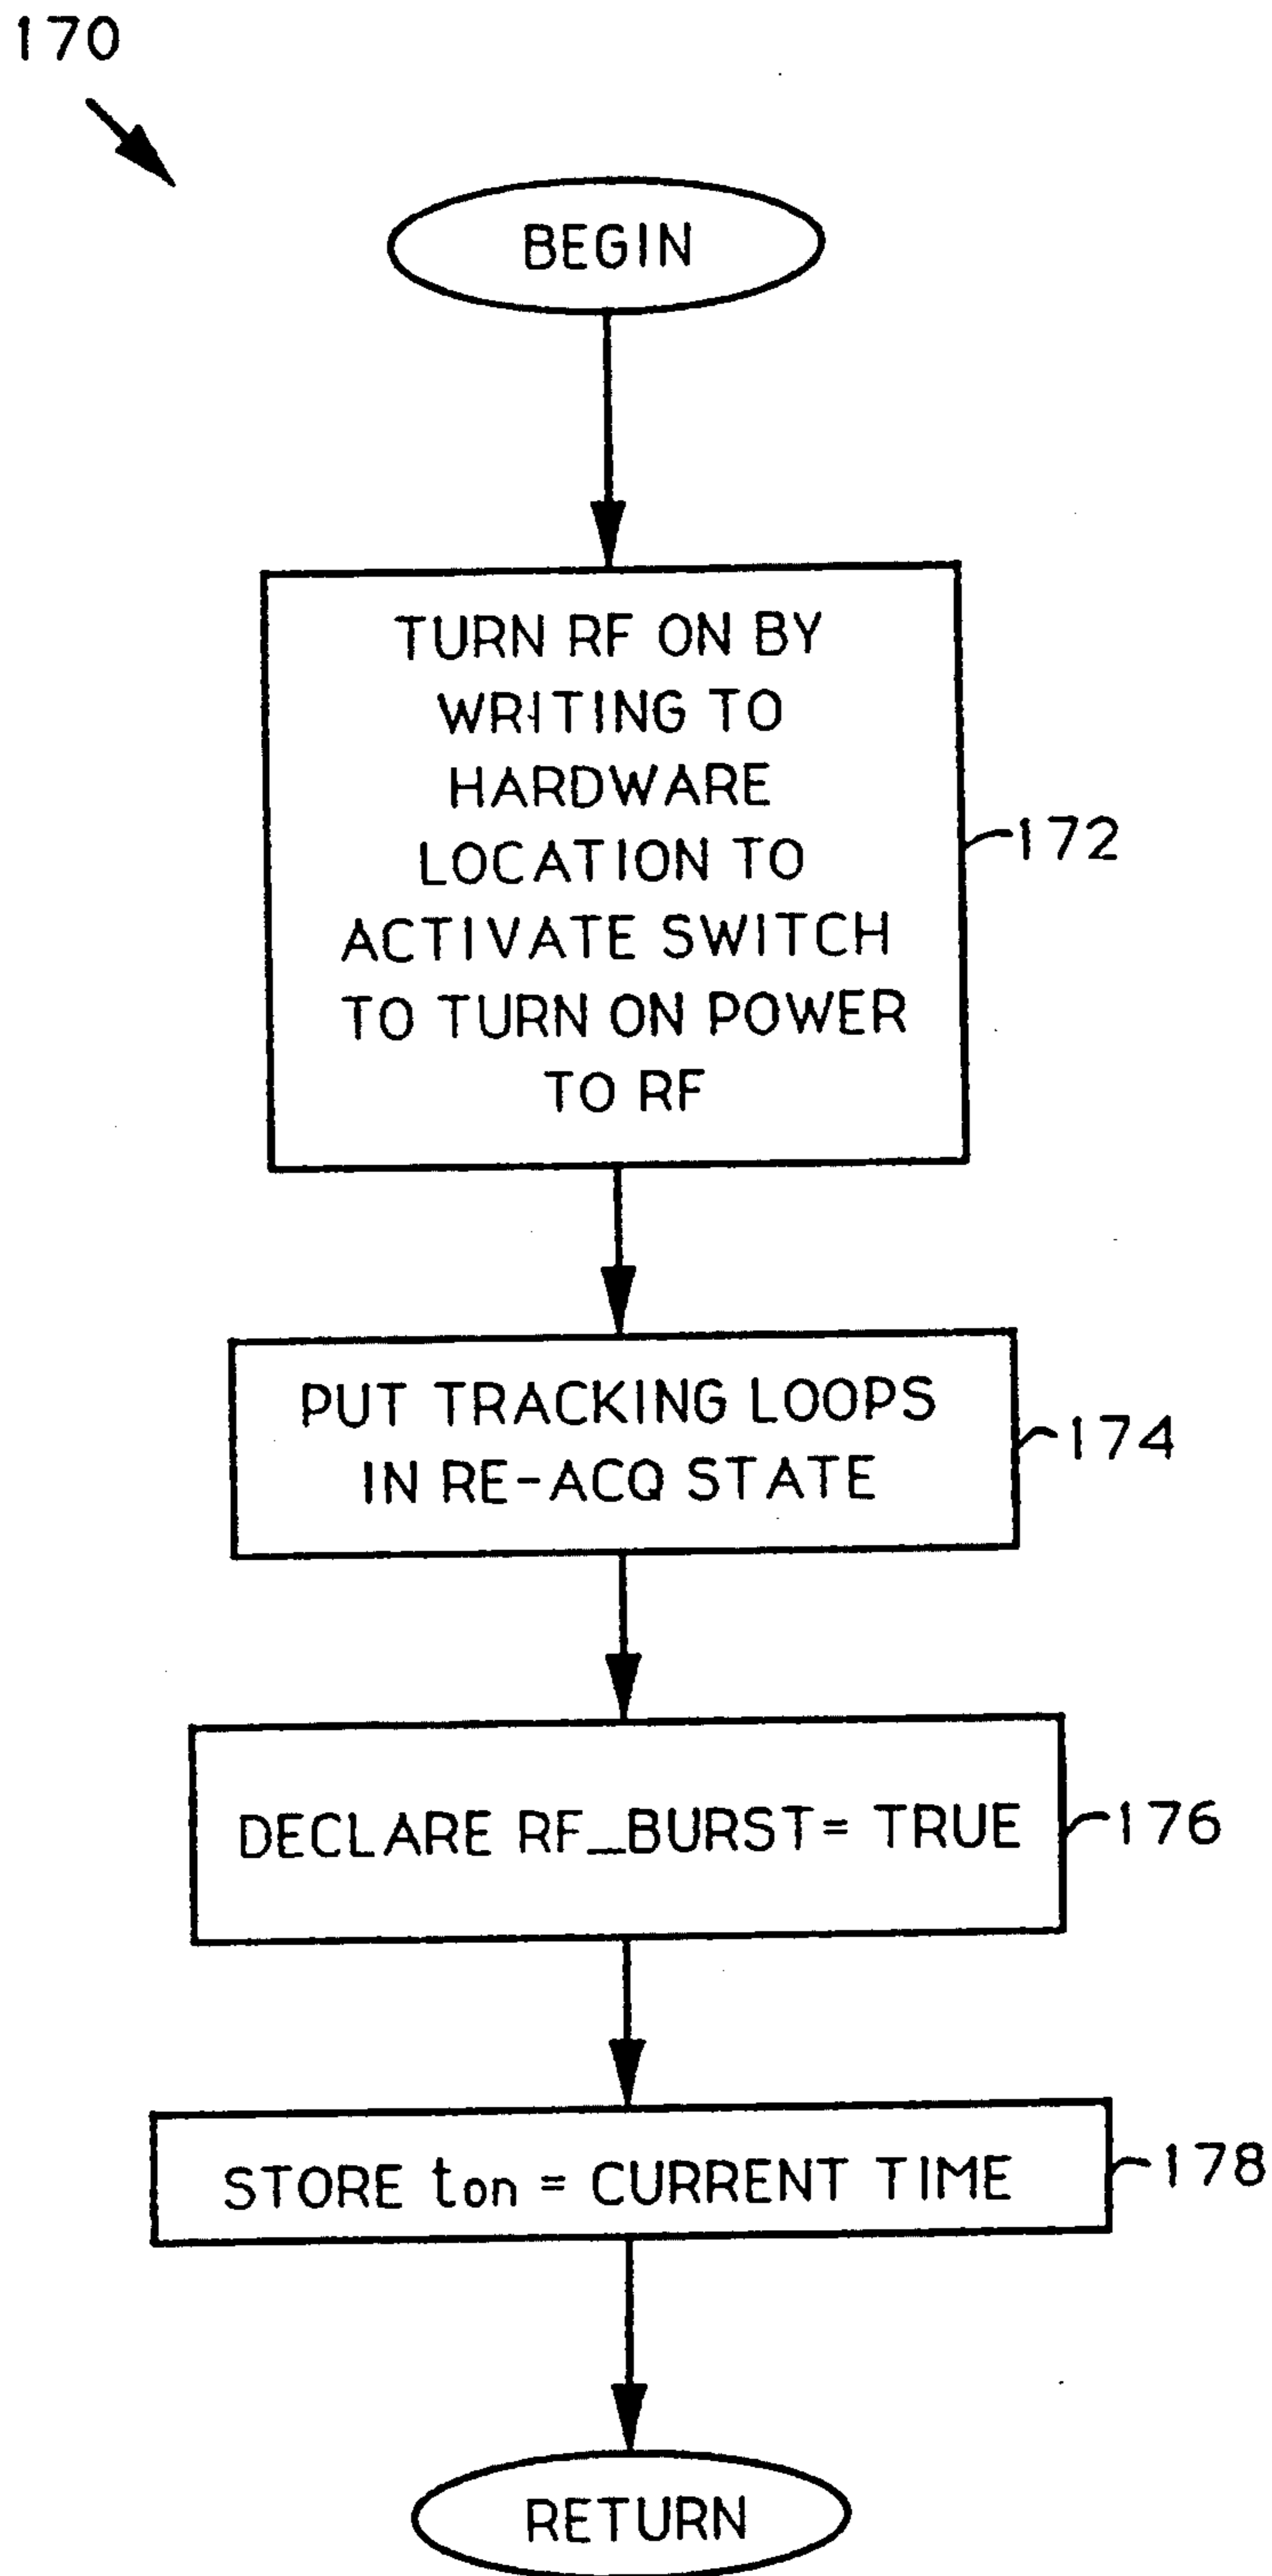 170
BEGIN
TURN RF ON BY
WRITING TO
HARDWARE
LOCATION TO
ACTIVATE SWITCH
TO TURN ON POWER
TO RF
172
PUT TRACKING LOOPS
IN RE-ACQ STATE
174
DECLARE RF_BURST= TRUE
176
STORE ton = CURRENT TIME
178
RETURN